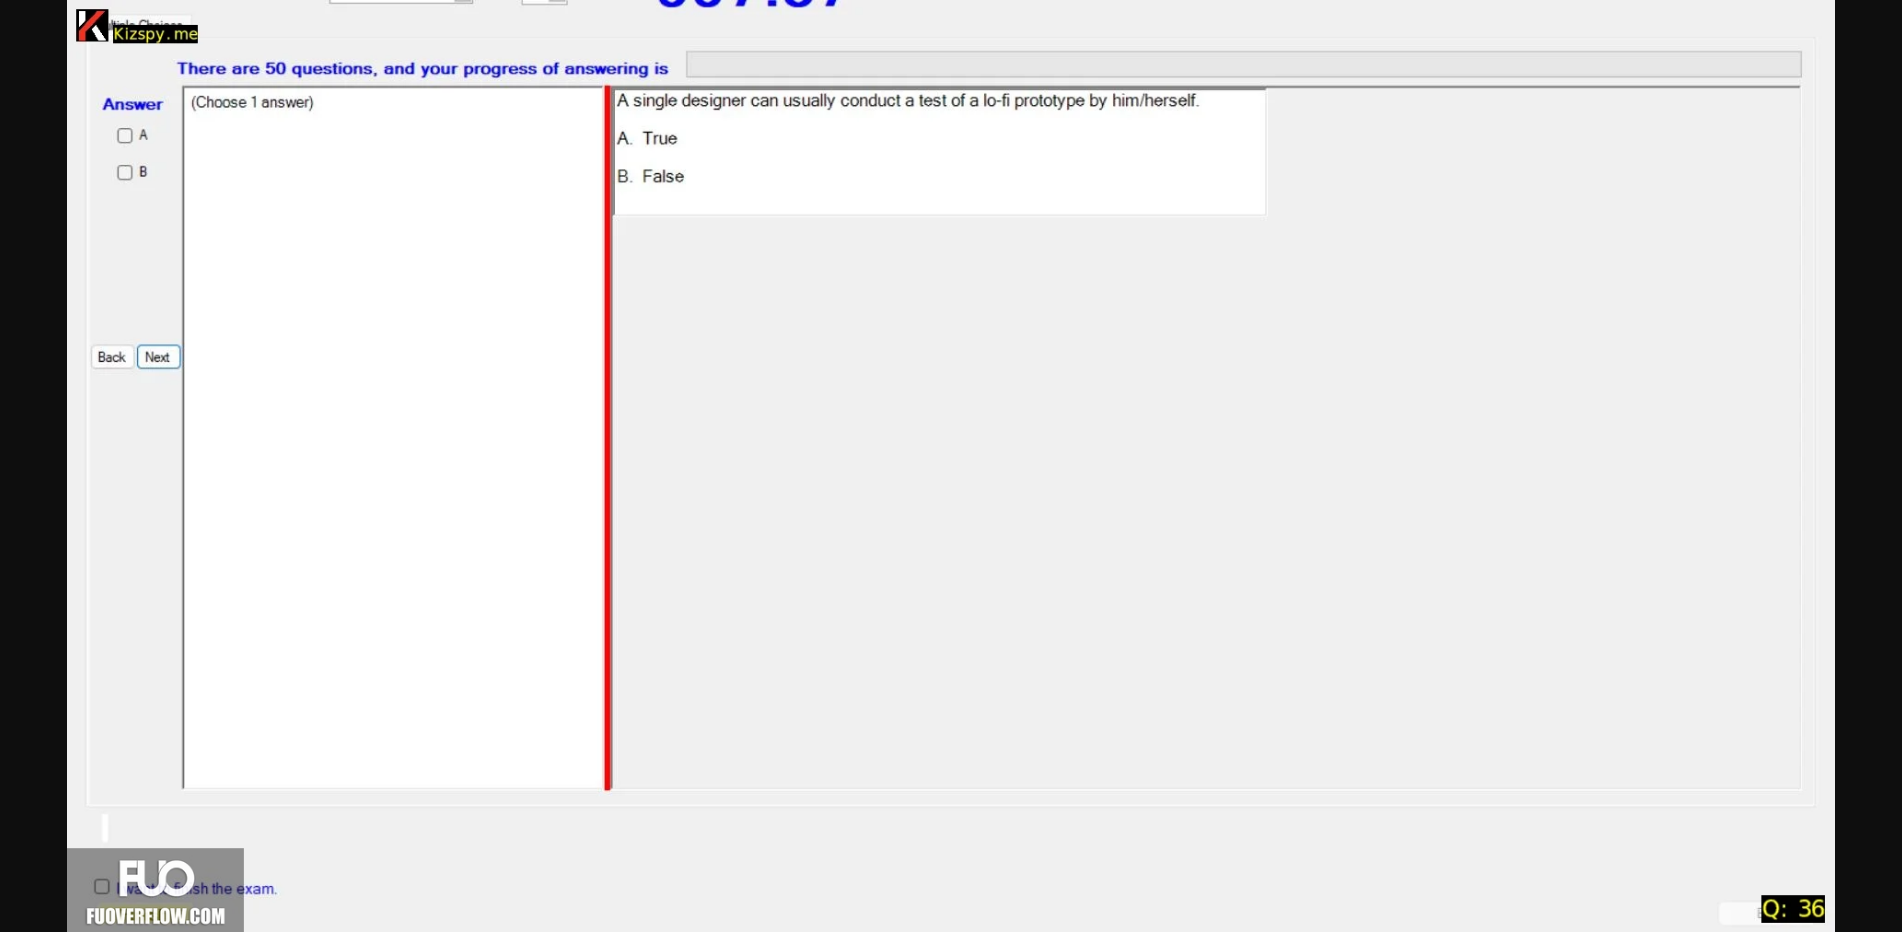 Kizspy.me
There are 50 questions, and your progress of answering is
Answer
(Choose 1 answer)
A
B
Back
Next
A single designer can usually conduct a test of a lo-fi prototype by him/herself.
A. True
B. False
FUO
finish the exam.
FUOVERFLOW.COM
Q: 36